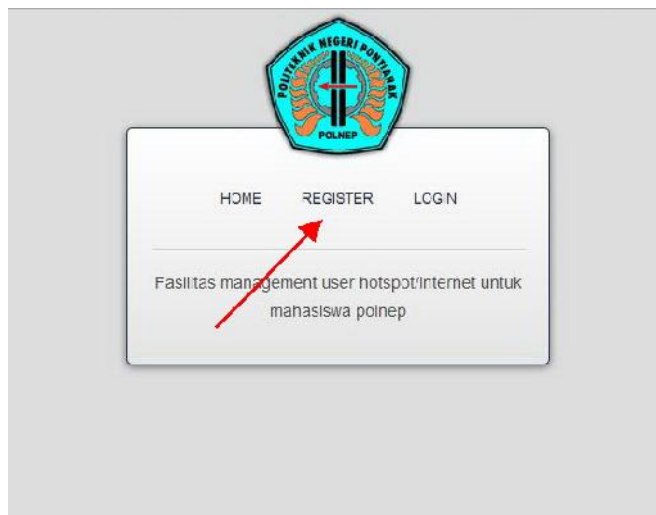 POLITEKNIK NEGERI PONTIANAK
POLNEP
HOME REGISTER LOGIN
Fasilitas management user hotspot/internet untuk
mahasiswa polnep